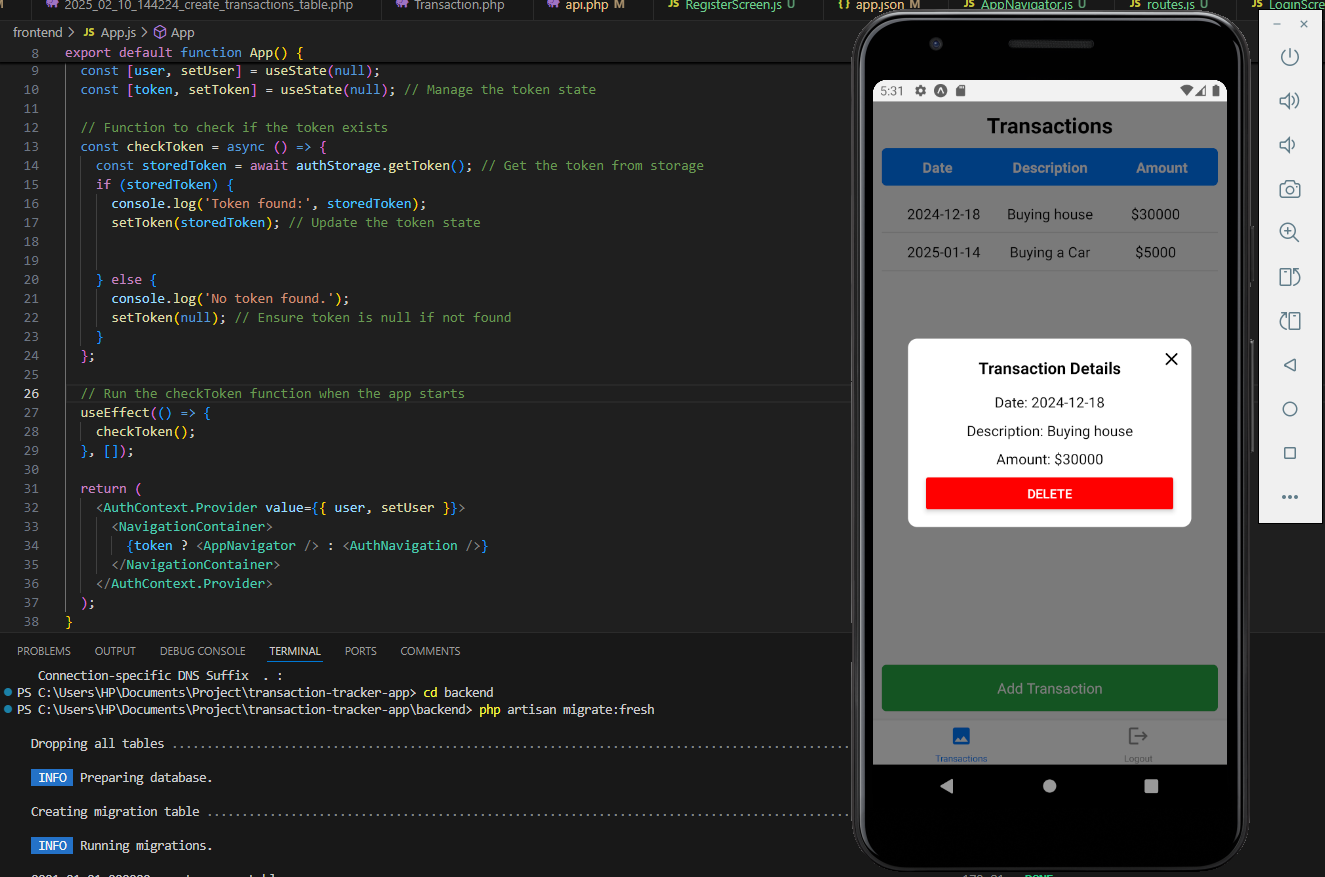 2025_02_10_144224_create_transactions_table.php
Transaction.php
api.php M
JS RegisterScreen.js U
{} app.json M
JS AppNavigator.js U
JS routes.js U
JS LoginScre
frontend > JS App.js > App
8 export default function App() {
9 const [user, setUser] = useState(null);
10 const [token, setToken] = useState(null); // Manage the token state
11
12 // Function to check if the token exists
13 const checkToken = async () => {
14 const storedToken = await authStorage.getToken(); // Get the token from storage
15 if (storedToken) {
16 console.log('Token found:', storedToken);
17 setToken(storedToken); // Update the token state
18
19
20 } else {
21 console.log('No token found.');
22 setToken(null); // Ensure token is null if not found
23 }
24 };
25
26 // Run the checkToken function when the app starts
27 useEffect(() => {
28 checkToken();
29 }, []);
30
31 return (
32 <AuthContext.Provider value={{ user, setUser }}>
33 <NavigationContainer>
34 {token ? <AppNavigator /> : <AuthNavigation />}
35 </NavigationContainer>
36 </AuthContext.Provider>
37 );
38 }
PROBLEMS OUTPUT DEBUG CONSOLE TERMINAL PORTS COMMENTS
Connection-specific DNS Suffix . :
PS C:\Users\HP\Documents\Project\transaction-tracker-app> cd backend
PS C:\Users\HP\Documents\Project\transaction-tracker-app\backend> php artisan migrate:fresh
Dropping all tables
INFO Preparing database.
Creating migration table
INFO Running migrations.
5:31
Transactions
Date Description Amount
2024-12-18 Buying house $30000
2025-01-14 Buying a Car $5000
Transaction Details
Date: 2024-12-18
Description: Buying house
Amount: $30000
DELETE
Add Transaction
Transactions Logout